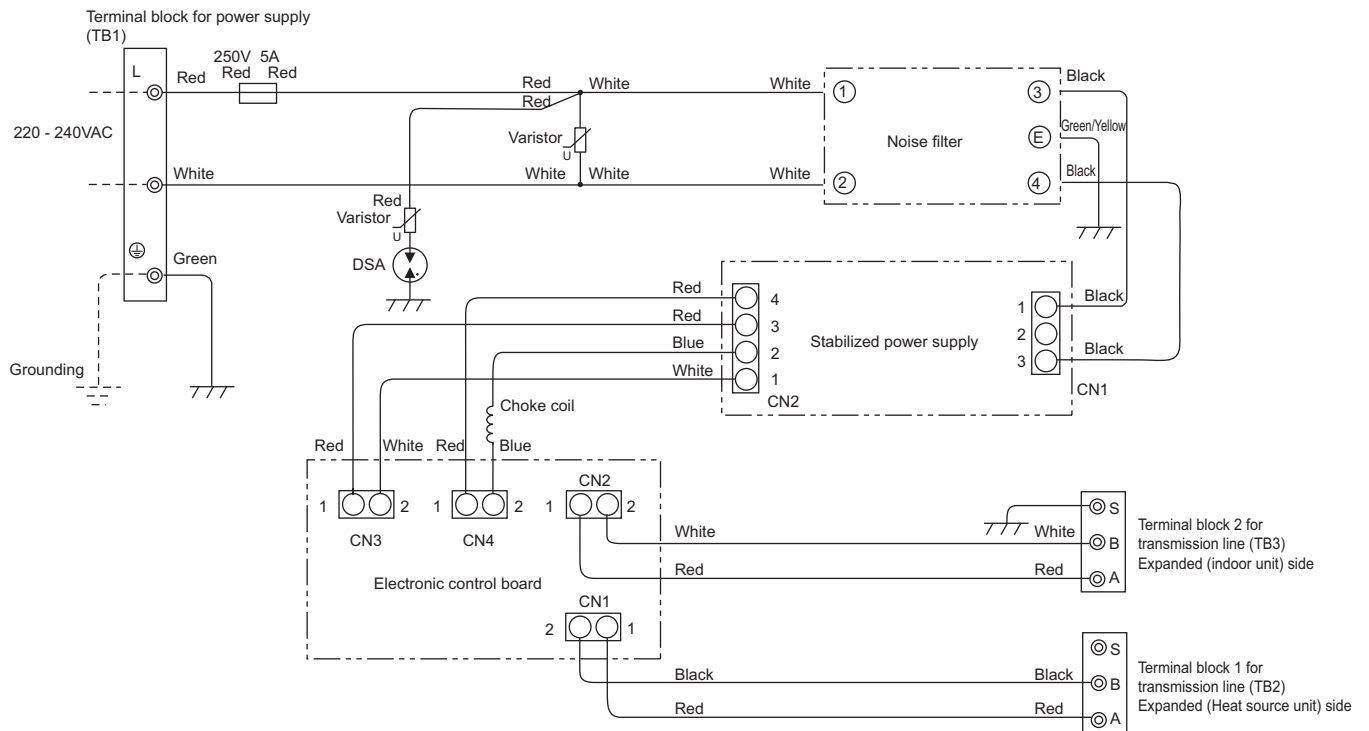 Terminal block for power supply
(TB1)
250V 5A
L
Red
Red Red
Red
White
White
Black
Red
1
3
220 - 240VAC
Varistor
U
Noise filter
Green/Yellow
E
White
White White
White
2
4
Black
Red
Varistor
U
Green
DSA
Grounding
Red
4
Red
3
Blue
2
White
1
CN2
Stabilized power supply
1
2
3
Black
Black
CN1
Choke coil
Red White Red Blue
1 2
CN3
1 2
CN4
CN2
1 2
Electronic control board
CN1
2 1
White
White
Red
Red
S
B
A
Terminal block 2 for
transmission line (TB3)
Expanded (indoor unit) side
Black
Black
Red
Red
S
B
A
Terminal block 1 for
transmission line (TB2)
Expanded (Heat source unit) side